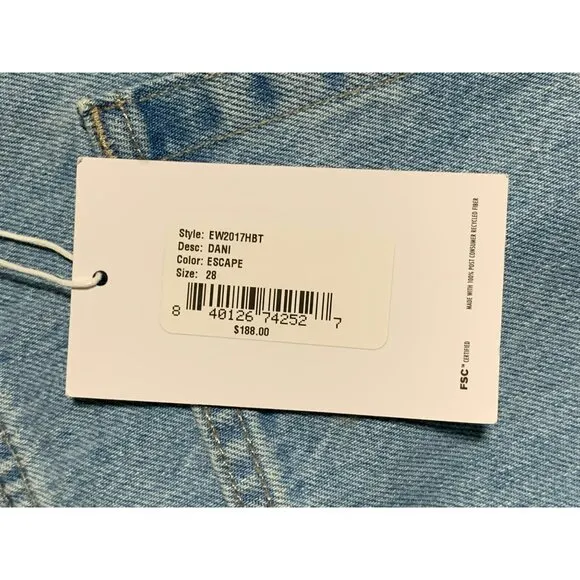 Style: EW2017HBT
Desc: DANI
Color: ESCAPE
Size: 28
8 40126 74252 7
$188.00
MADE WITH 100% POST CONSUMER RECYCLED FIBER
FSC™ CERTIFIED